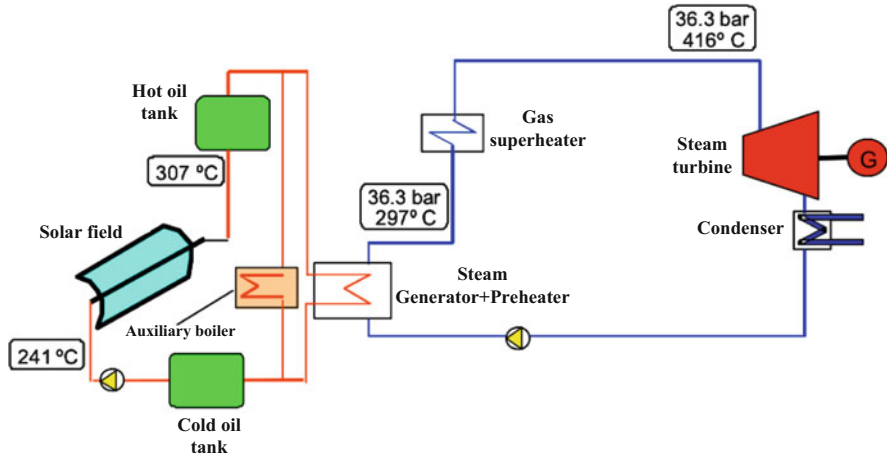 36.3 bar
416º C
Hot oil
tank
Gas
superheater
Steam
turbine
G
307 ºC
36.3 bar
297º C
Solar field
Condenser
Steam
Generator+Preheater
Auxiliary boiler
241 ºC
Cold oil
tank